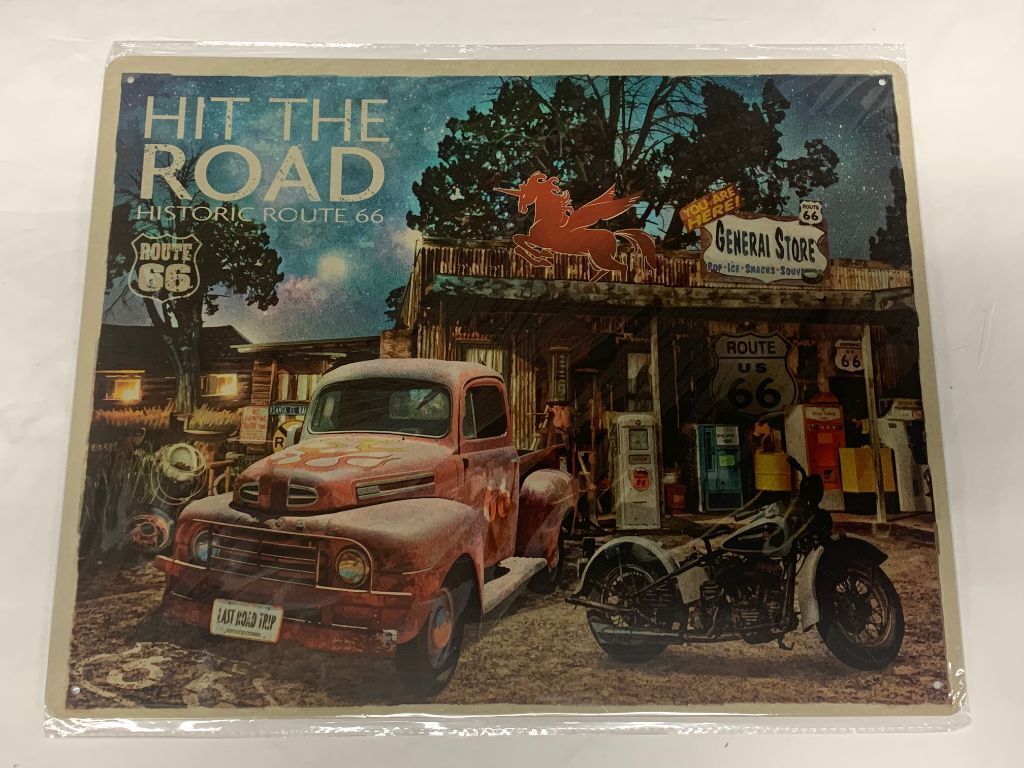 HIT THE
ROAD
HISTORIC ROUTE 66
ROUTE
66
YOU ARE
HERE!
ROUTE
66
GENERAL STORE
POP-ICE-SNACKS-SOUV
ROUTE
US
66
66
LAST ROAD TRIP